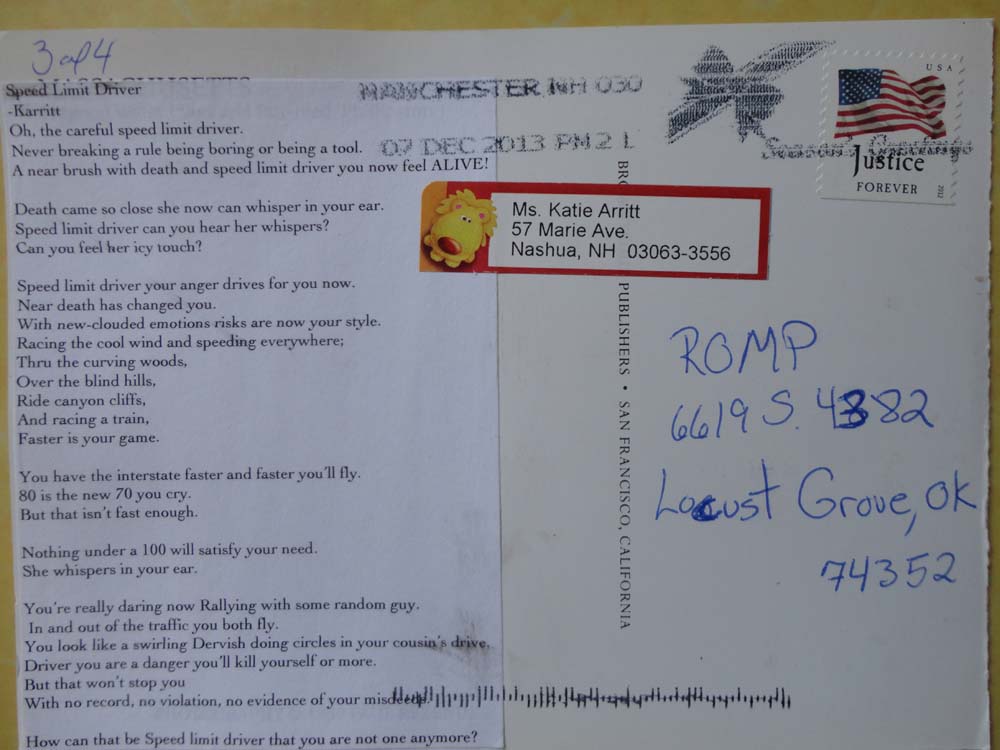 3 of 4
Speed Limit Driver
-Karritt
Oh, the careful speed limit driver.
Never breaking a rule being boring or being a tool.
A near brush with death and speed limit driver you now feel ALIVE!
Death came so close she now can whisper in your ear.
Speed limit driver can you hear her whispers?
Can you feel her icy touch?
Speed limit driver your anger drives for you now.
Near death has changed you.
With new-clouded emotions risks are now your style.
Racing the cool wind and speeding everywhere;
Thru the curving woods,
Over the blind hills,
Ride canyon cliffs,
And racing a train,
Faster is your game.
You have the interstate faster and faster you'll fly.
80 is the new 70 you cry.
But that isn't fast enough.
Nothing under a 100 will satisfy your need.
She whispers in your ear.
You're really daring now Rallying with some random guy.
In and out of the traffic you both fly.
You look like a swirling Dervish doing circles in your cousin's drive.
Driver you are a danger you'll kill yourself or more.
But that won't stop you
With no record, no violation, no evidence of your misdeeds.
How can that be Speed limit driver that you are not one anymore?
MANCHESTER NH 030
07 DEC 2013 PM 2 L
Season's Greetings
USA
Justice
FOREVER
2012
Ms. Katie Arritt
57 Marie Ave.
Nashua, NH 03063-3556
PUBLISHERS • SAN FRANCISCO, CALIFORNIA
ROMP
6619 S. 4382
Locust Grove, OK
74352